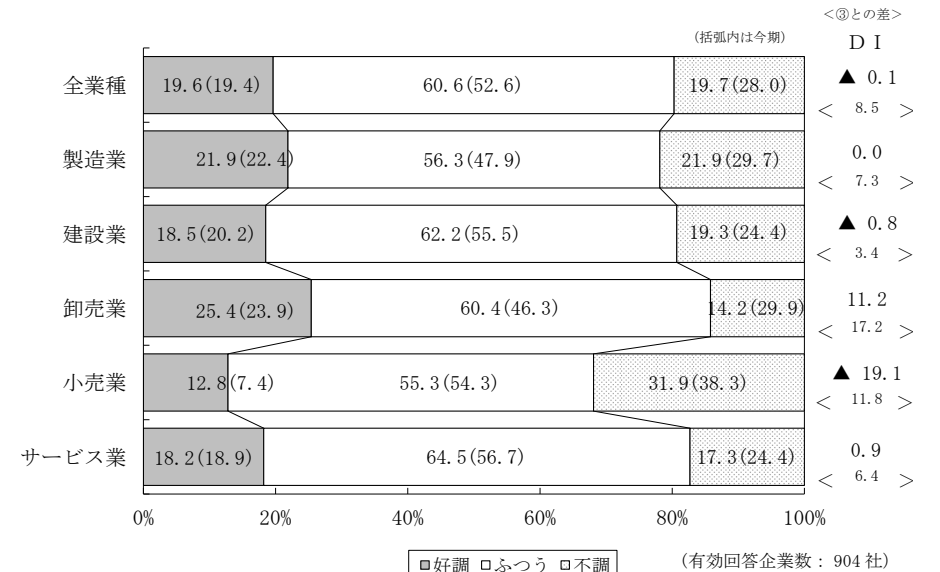 <③との差>
(括弧内は今期)
ＤＩ
全業種 19.6(19.4) 60.6(52.6) 19.7(28.0) ▲ 0.1
< 8.5 >
製造業 21.9(22.4) 56.3(47.9) 21.9(29.7) 0.0
< 7.3 >
建設業 18.5(20.2) 62.2(55.5) 19.3(24.4) ▲ 0.8
< 3.4 >
卸売業 25.4(23.9) 60.4(46.3) 14.2(29.9) 11.2
< 17.2 >
小売業 12.8(7.4) 55.3(54.3) 31.9(38.3) ▲ 19.1
< 11.8 >
サービス業 18.2(18.9) 64.5(56.7) 17.3(24.4) 0.9
< 6.4 >
0% 20% 40% 60% 80% 100%
好調 ふつう 不調
(有効回答企業数：904社)